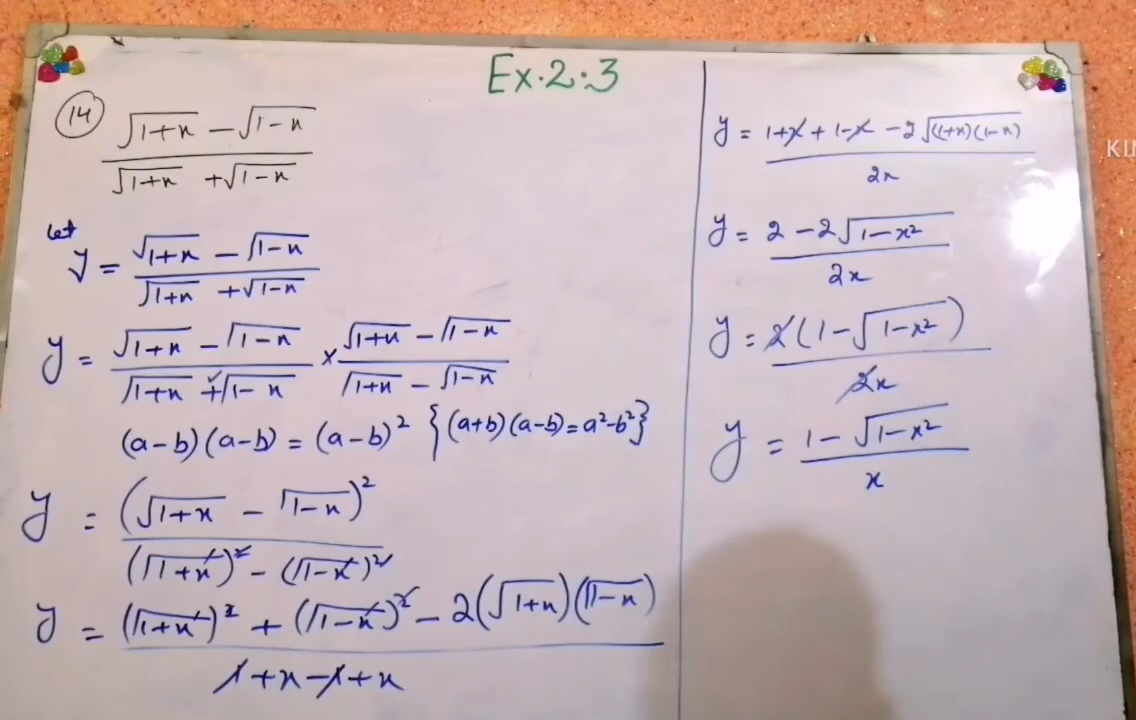 Ex.2.3
(14) (√(1+x) - √(1-x)) / (√(1+x) + √(1-x))
let
y = (√(1+x) - √(1-x)) / (√(1+x) + √(1-x))
y = (√(1+x) - √(1-x)) / (√(1+x) + √(1-x)) × (√(1+x) - √(1-x)) / (√(1+x) - √(1-x))
(a-b)(a-b) = (a-b)² {(a+b)(a-b)=a²-b²}
y = (√(1+x) - √(1-x))² / ((√(1+x))² - (√(1-x))²)
y = ((√(1+x))² + (√(1-x))² - 2(√(1+x))(√(1-x))) / (1+x-1+x)
y = (1+x+1-x-2√((1+x)(1-x))) / 2x
y = (2-2√(1-x²)) / 2x
y = 2(1-√(1-x²)) / 2x
y = (1-√(1-x²)) / x